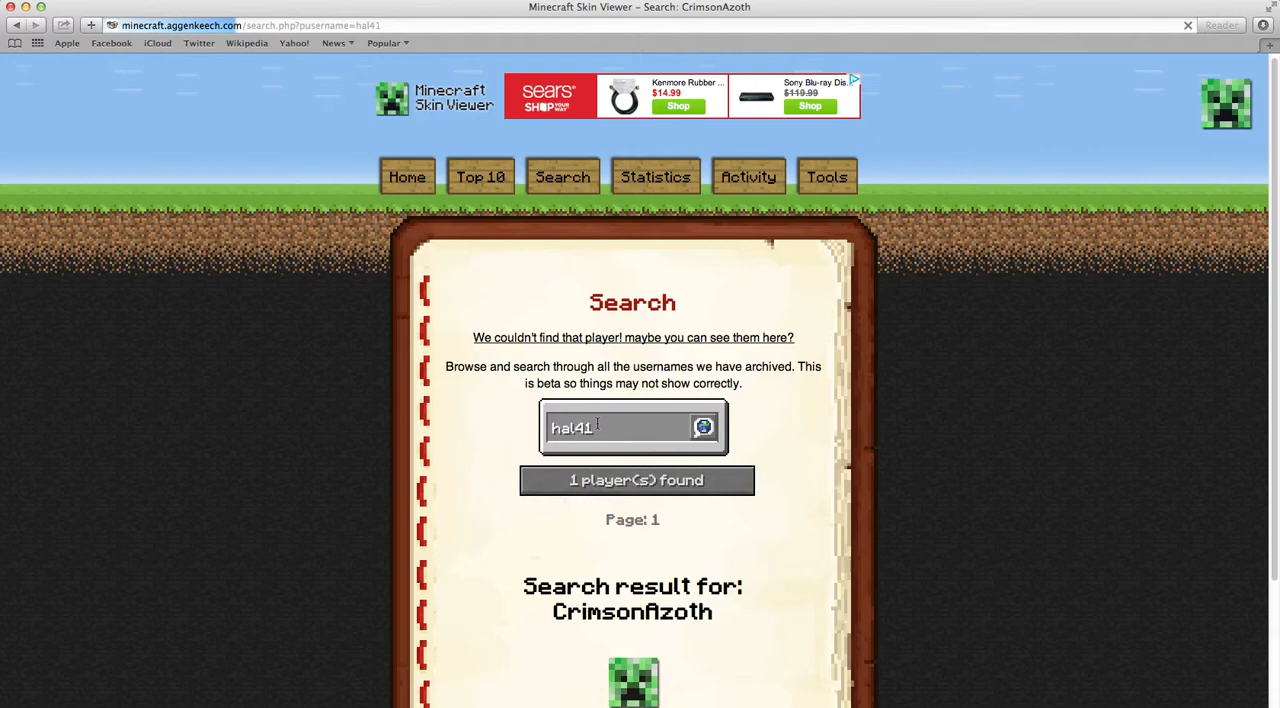 Minecraft Skin Viewer - Search: CrimsonAzoth
minecraft.aggenkeech.com/search.php?pusername=hal41
Reader
Apple Facebook iCloud Twitter Wikipedia Yahoo! News Popular
Minecraft
Skin Viewer
sears
SHOP YOUR WAY
Kenmore Rubber ...
$14.99
Shop
Sony Blu-ray Dis...
$119.99
Shop
Home Top 10 Search Statistics Activity Tools
Search
We couldn't find that player! maybe you can see them here?
Browse and search through all the usernames we have archived. This
is beta so things may not show correctly.
hal41
1 player(s) found
Page: 1
Search result for:
CrimsonAzoth